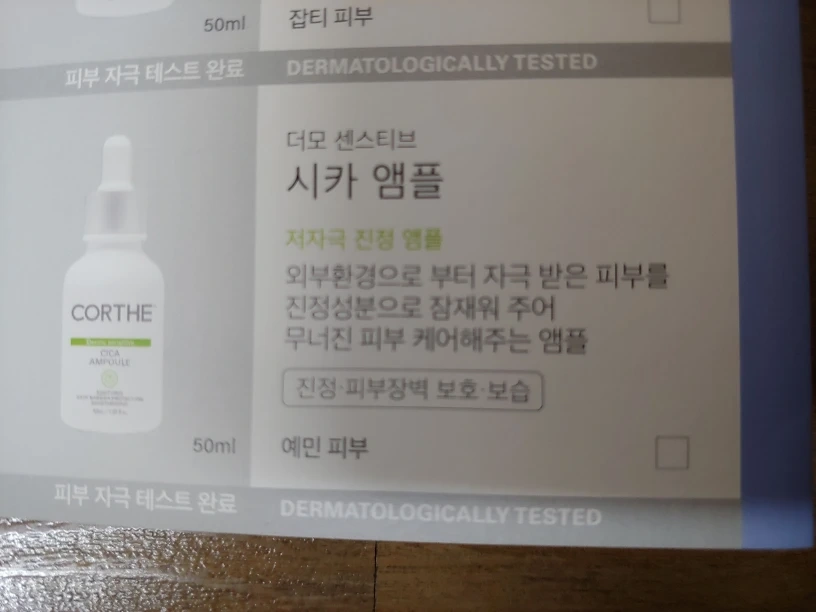 50ml
잡티 피부
피부 자극 테스트 완료
DERMATOLOGICALLY TESTED
더모 센스티브
시카 앰플
저자극 진정 앰플
외부환경으로 부터 자극 받은 피부를
진정성분으로 잠재워 주어
무너진 피부 케어해주는 앰플
진정·피부장벽 보호·보습
CORTHE
CICA
AMPOULE
50ml
예민 피부
피부 자극 테스트 완료
DERMATOLOGICALLY TESTED